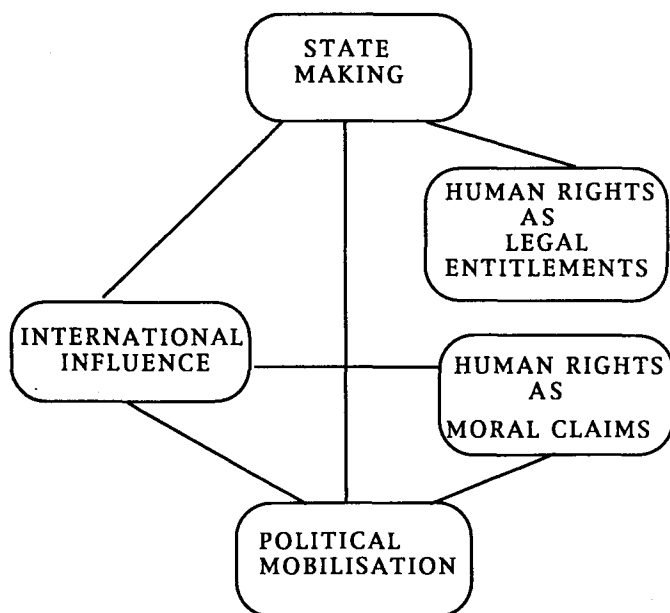 STATE
MAKING
HUMAN RIGHTS
AS
LEGAL
ENTITLEMENTS
INTERNATIONAL
INFLUENCE
HUMAN RIGHTS
AS
MORAL CLAIMS
POLITICAL
MOBILISATION